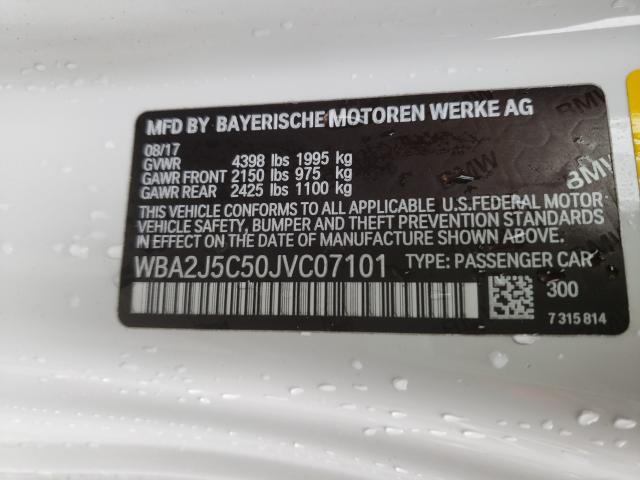 MFD BY BAYERISCHE MOTOREN WERKE AG
08/17
GVWR 4398 lbs 1995 kg
GAWR FRONT 2150 lbs 975 kg
GAWR REAR 2425 lbs 1100 kg
THIS VEHICLE CONFORMS TO ALL APPLICABLE U.S.FEDERAL MOTOR
VEHICLE SAFETY, BUMPER AND THEFT PREVENTION STANDARDS
IN EFFECT ON THE DATE OF MANUFACTURE SHOWN ABOVE.
WBA2J5C50JVC07101 TYPE: PASSENGER CAR
300
7 315 814
BMW
BMW
BMW